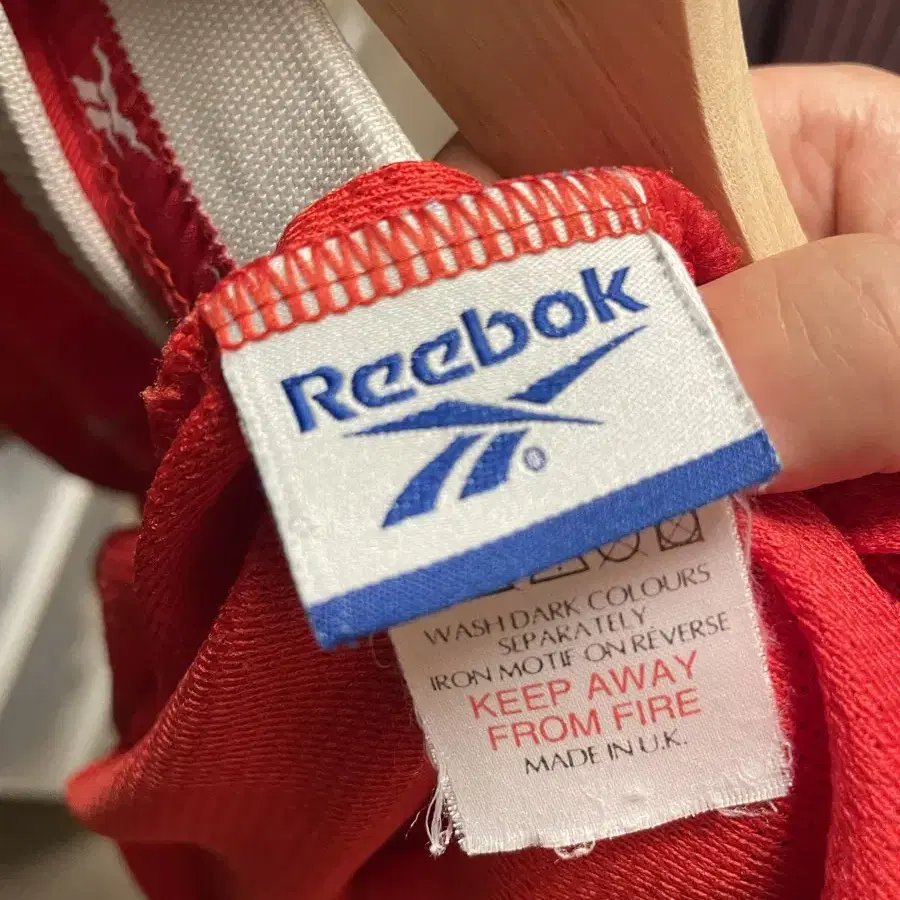 Reebok
®
WASH DARK COLOURS
SEPARATELY
IRON MOTIF ON REVERSE
KEEP AWAY
FROM FIRE
MADE IN U.K.